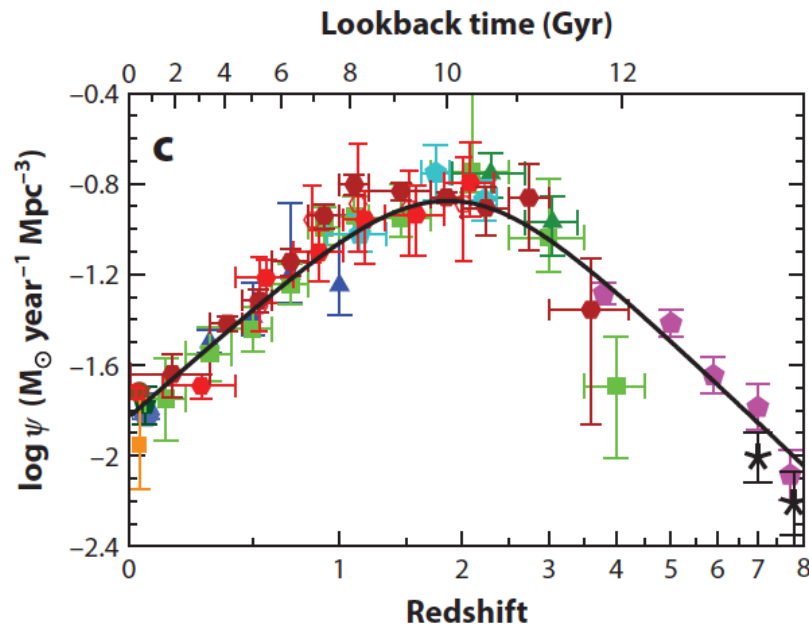 Lookback time (Gyr)
0 2 4 6 8 10 12
−0.4
c
−0.8
−1.2
−1.6
−2
−2.4
log ψ (M⊙ year−1 Mpc−3)
0 1 2 3 4 5 6 7 8
Redshift